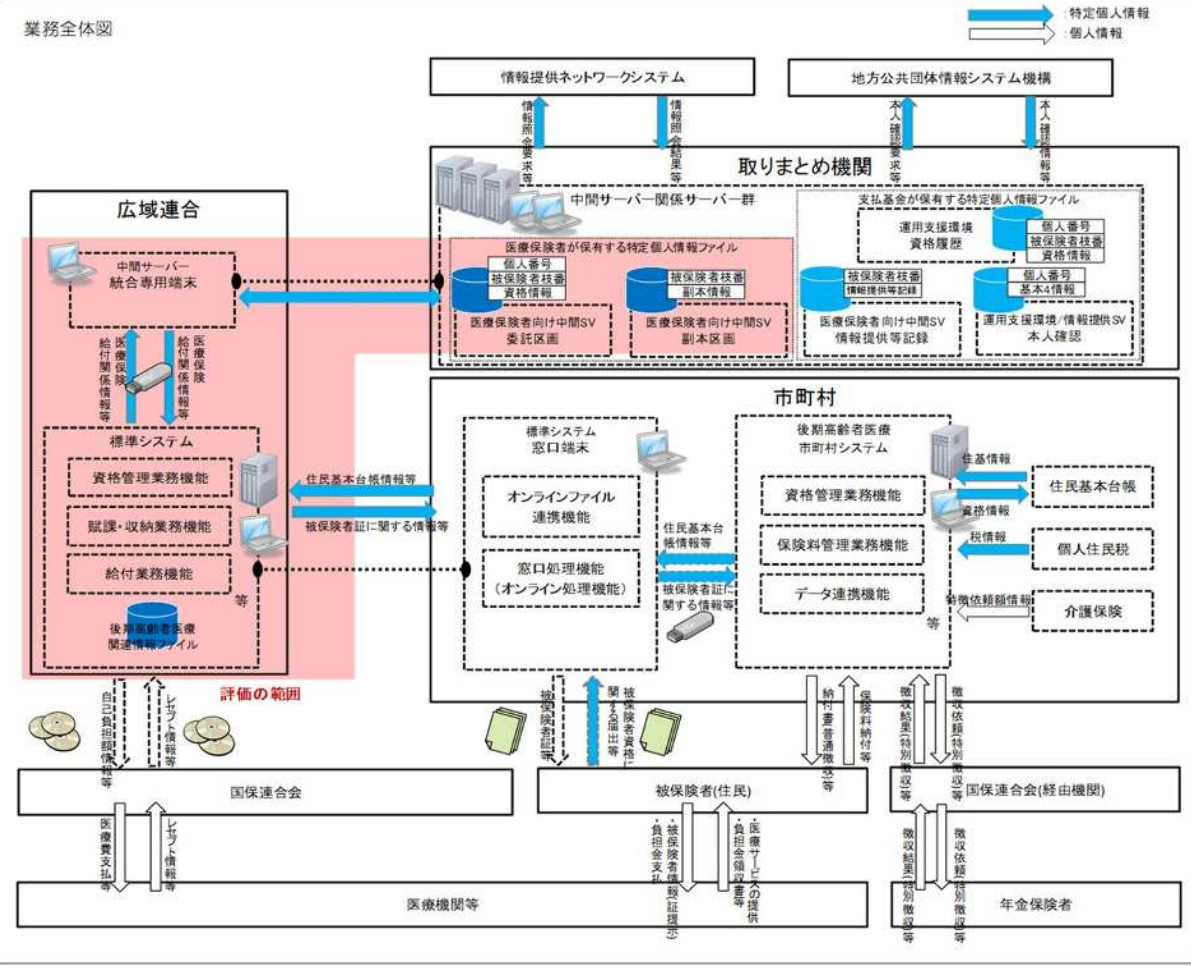 業務全体図
:特定個人情報
:個人情報
情報提供ネットワークシステム
地方公共団体情報システム機構
情報照会要求等
情報照会結果等
本人確認要求等
本人確認情報等
取りまとめ機関
中間サーバー関係サーバー群
医療保険者が保有する特定個人情報ファイル
個人番号
被保険者枝番
資格情報
医療保険者向け中間SV
委託区画
被保険者枝番
副本情報
医療保険者向け中間SV
副本区画
支払基金が保有する特定個人情報ファイル
運用支援環境
資格履歴
個人番号
被保険者枝番
資格情報
被保険者枝番
情報提供等記録
医療保険者向け中間SV
情報提供等記録
個人番号
基本4情報
運用支援環境/情報提供SV
本人確認
広域連合
中間サーバー
統合専用端末
医療保険
給付関係情報等
医療保険
給付関係情報等
標準システム
資格管理業務機能
賦課・収納業務機能
給付業務機能
等
後期高齢者医療
関連情報ファイル
評価の範囲
住民基本台帳情報等
被保険者証に関する情報等
市町村
標準システム
窓口端末
オンラインファイル
連携機能
窓口処理機能
(オンライン処理機能)
住民基本台
帳情報等
被保険者証に
関する情報等
後期高齢者医療
市町村システム
資格管理業務機能
保険料管理業務機能
データ連携機能
等
住基情報
資格情報
税情報
特徴依頼額情報
住民基本台帳
個人住民税
介護保険
自己負担額情報等
レセプト情報等
被保険者証等
被保険者資格に
関する届出等
納付書(普通徴収)等
保険料納付等
徴収結果(特別徴収)等
徴収依頼(特別徴収)等
国保連合会
被保険者(住民)
国保連合会(経由機関)
医療費支払等
レセプト情報等
・被保険者情報(証提示)
・負担金支払
・医療サービスの提供
・負担金領収書等
徴収結果(特別徴収)等
徴収依頼(特別徴収)等
医療機関等
年金保険者